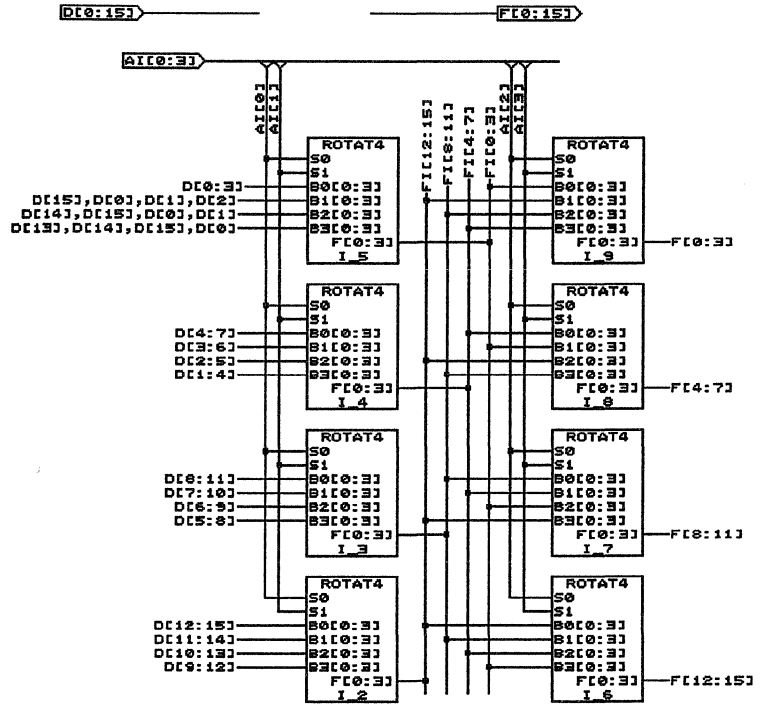 D[0:15]
F[0:15]
AI[0:3]
AI[0]
AI[1]
FI[12:15]
FI[8:11]
FI[4:7]
FI[0:3]
AI[2]
AI[3]
ROTAT4
S0
S1
D[0:3] B0[0:3]
D[15],D[0],D[1],D[2] B1[0:3]
D[14],D[15],D[0],D[1] B2[0:3]
D[13],D[14],D[15],D[0] B3[0:3]
F[0:3]
I_5
ROTAT4
S0
S1
B0[0:3]
B1[0:3]
B2[0:3]
B3[0:3]
F[0:3] F[0:3]
I_9
ROTAT4
S0
S1
D[4:7] B0[0:3]
D[3:6] B1[0:3]
D[2:5] B2[0:3]
D[1:4] B3[0:3]
F[0:3]
I_4
ROTAT4
S0
S1
B0[0:3]
B1[0:3]
B2[0:3]
B3[0:3]
F[0:3] F[4:7]
I_8
ROTAT4
S0
S1
D[8:11] B0[0:3]
D[7:10] B1[0:3]
D[6:9] B2[0:3]
D[5:8] B3[0:3]
F[0:3]
I_3
ROTAT4
S0
S1
B0[0:3]
B1[0:3]
B2[0:3]
B3[0:3]
F[0:3] F[8:11]
I_7
ROTAT4
S0
S1
D[12:15] B0[0:3]
D[11:14] B1[0:3]
D[10:13] B2[0:3]
D[9:12] B3[0:3]
F[0:3]
I_2
ROTAT4
S0
S1
B0[0:3]
B1[0:3]
B2[0:3]
B3[0:3]
F[0:3] F[12:15]
I_6